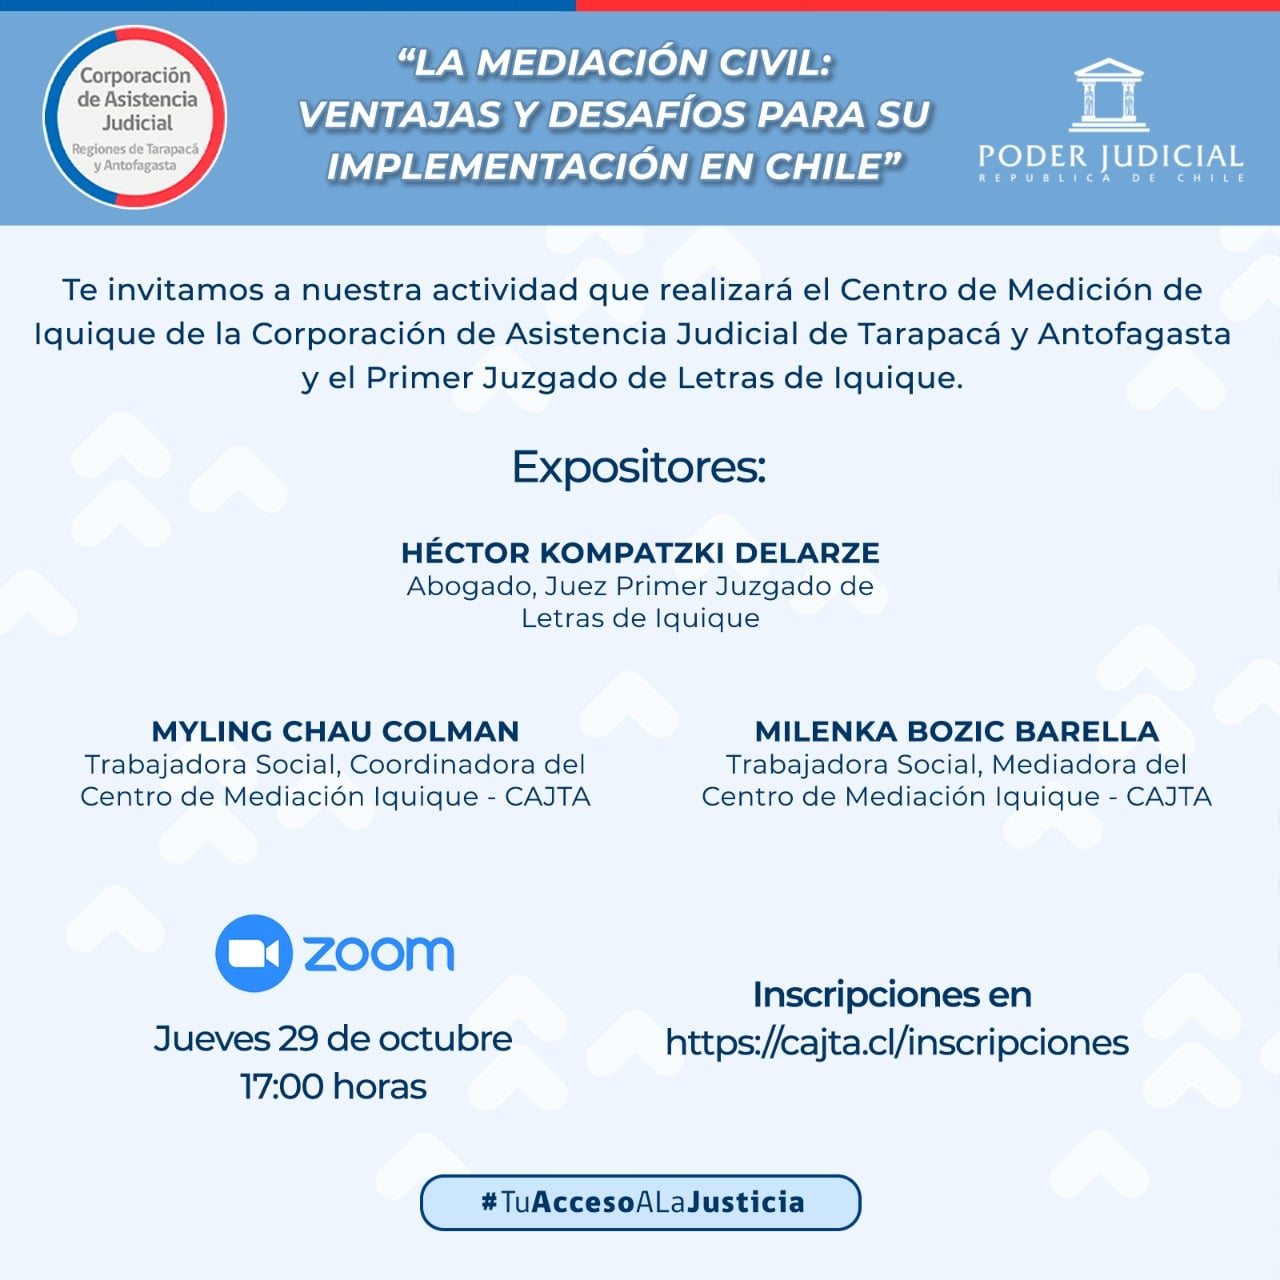 Corporación
de Asistencia
Judicial
Regiones de Tarapacá
y Antofagasta
“LA MEDIACIÓN CIVIL:
VENTAJAS Y DESAFÍOS PARA SU
IMPLEMENTACIÓN EN CHILE”
PODER JUDICIAL
REPUBLICA DE CHILE
Te invitamos a nuestra actividad que realizará el Centro de Medición de
Iquique de la Corporación de Asistencia Judicial de Tarapacá y Antofagasta
y el Primer Juzgado de Letras de Iquique.
Expositores:
HÉCTOR KOMPATZKI DELARZE
Abogado, Juez Primer Juzgado de
Letras de Iquique
MYLING CHAU COLMAN
Trabajadora Social, Coordinadora del
Centro de Mediación Iquique - CAJTA
MILENKA BOZIC BARELLA
Trabajadora Social, Mediadora del
Centro de Mediación Iquique - CAJTA
zoom
Jueves 29 de octubre
17:00 horas
Inscripciones en
https://cajta.cl/inscripciones
#TuAccesoALaJusticia